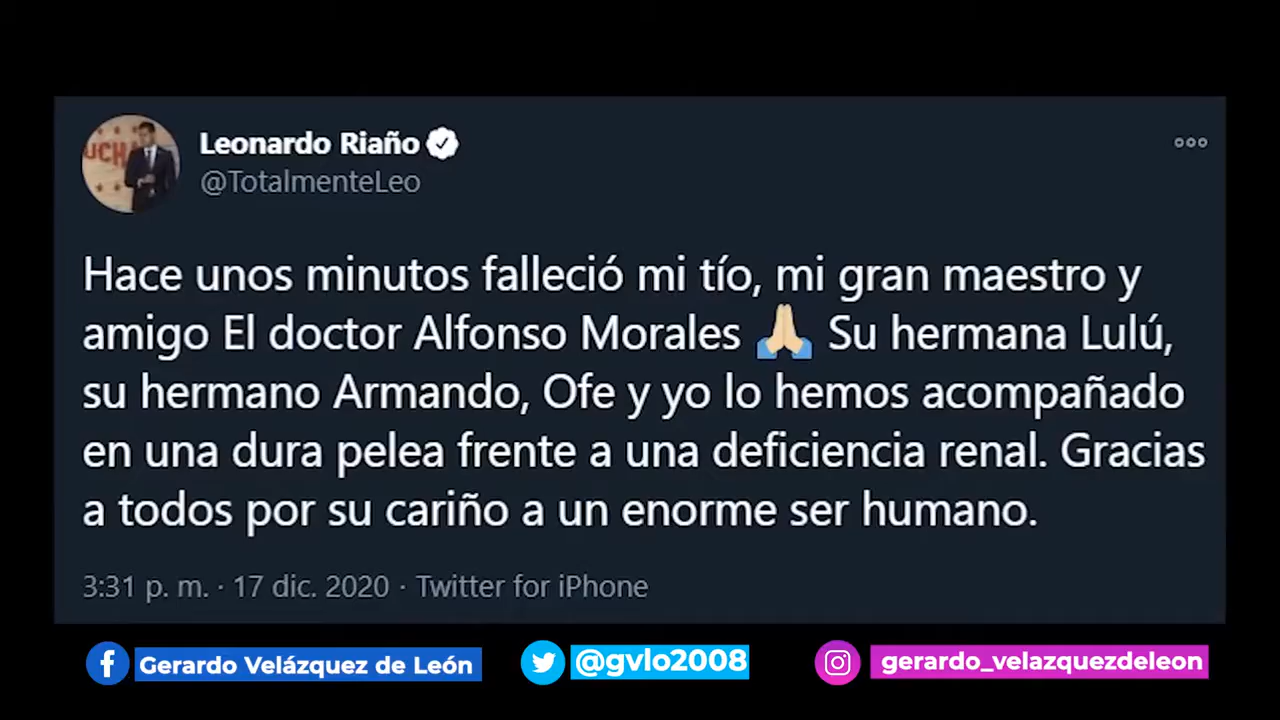 UCHA
Leonardo Riaño
@TotalmenteLeo
Hace unos minutos falleció mi tío, mi gran maestro y
amigo El doctor Alfonso Morales 🙏🏼 Su hermana Lulú,
su hermano Armando, Ofe y yo lo hemos acompañado
en una dura pelea frente a una deficiencia renal. Gracias
a todos por su cariño a un enorme ser humano.
3:31 p. m. · 17 dic. 2020 · Twitter for iPhone
Gerardo Velázquez de León
@gvlo2008
gerardo_velazquezdeleon